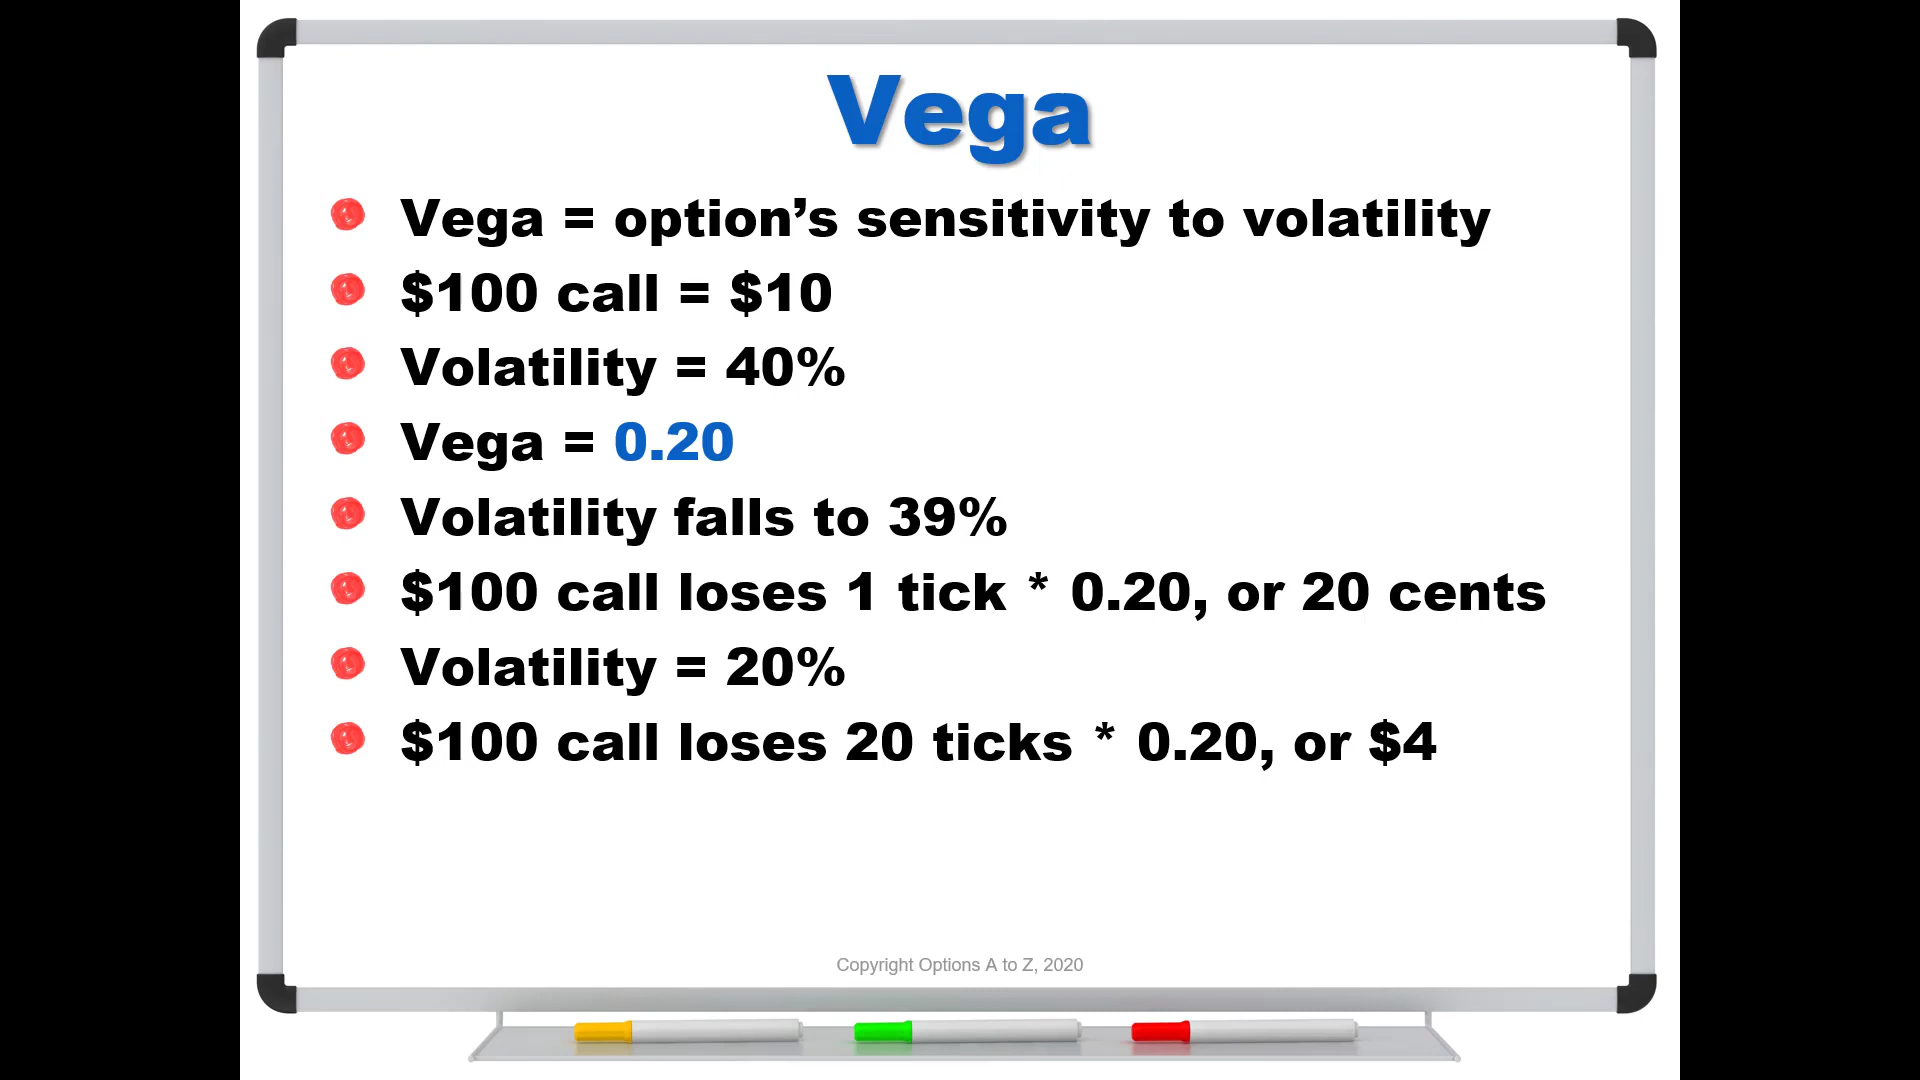 Vega
Vega = option’s sensitivity to volatility
$100 call = $10
Volatility = 40%
Vega = 0.20
Volatility falls to 39%
$100 call loses 1 tick * 0.20, or 20 cents
Volatility = 20%
$100 call loses 20 ticks * 0.20, or $4
Copyright Options A to Z, 2020